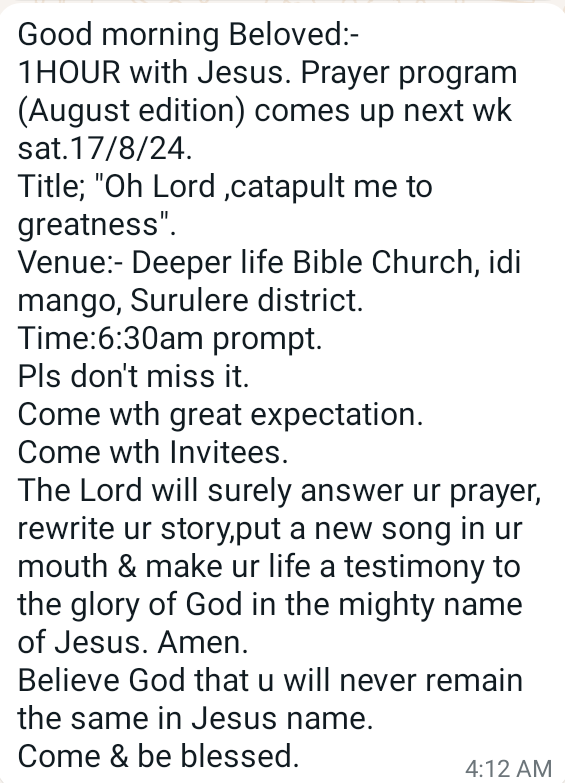 Good morning Beloved:-
1HOUR with Jesus. Prayer program
(August edition) comes up next wk
sat.17/8/24.
Title; "Oh Lord ,catapult me to
greatness".
Venue:- Deeper life Bible Church, idi
mango, Surulere district.
Time:6:30am prompt.
Pls don't miss it.
Come wth great expectation.
Come wth Invitees.
The Lord will surely answer ur prayer,
rewrite ur story,put a new song in ur
mouth & make ur life a testimony to
the glory of God in the mighty name
of Jesus. Amen.
Believe God that u will never remain
the same in Jesus name.
Come & be blessed.
4:12 AM